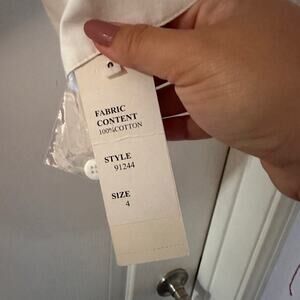 FABRIC
CONTENT
100%COTTON
STYLE
91244
SIZE
4